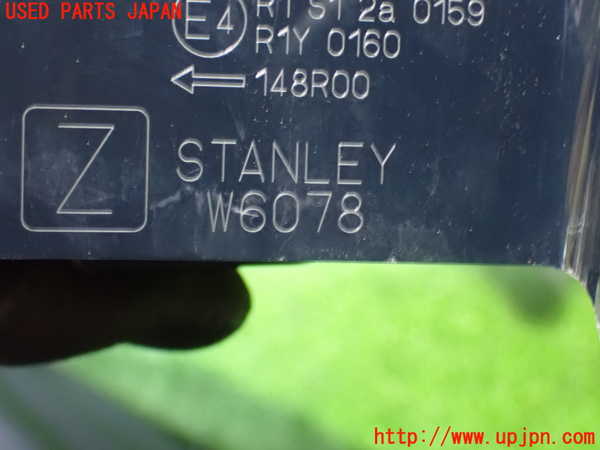 USED PARTS JAPAN
E4
R1 S1 2a 0159
R1Y 0160
148R00
Z
STANLEY
W6078
http://www.upjpn.com